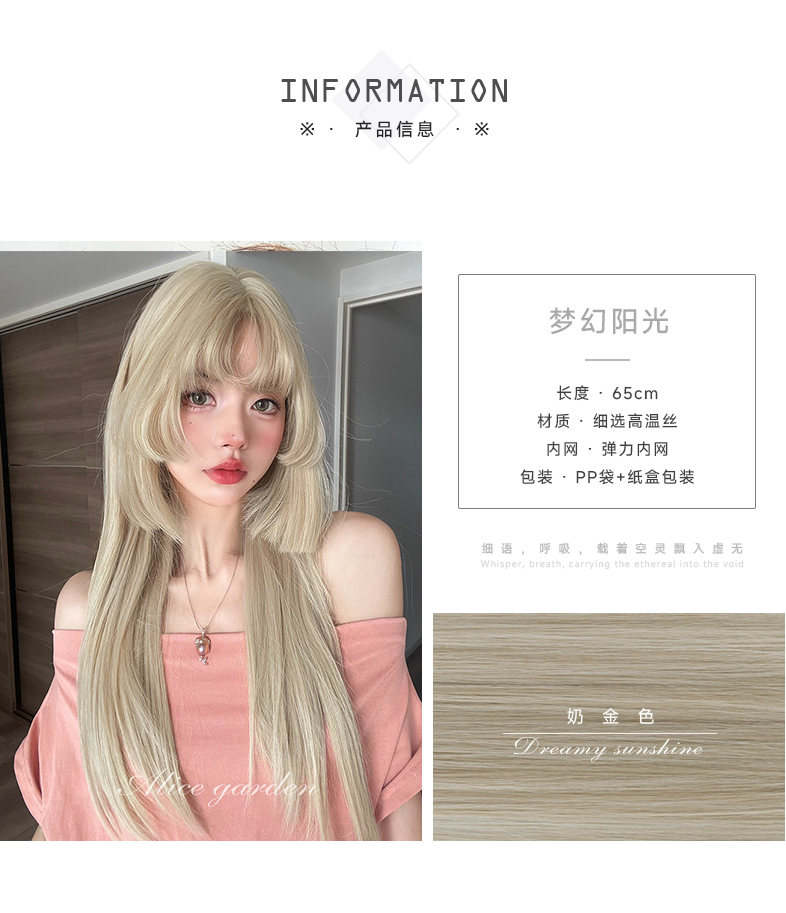 INFORMATION
※ · 产品信息 · ※
梦幻阳光
长度 · 65cm
材质 · 细选高温丝
内网 · 弹力内网
包装 · PP袋+纸盒包装
细语，呼吸，载着空灵飘入虚无
Whisper, breath, carrying the ethereal into the void
奶金色
Dreamy sunshine
Alice garden